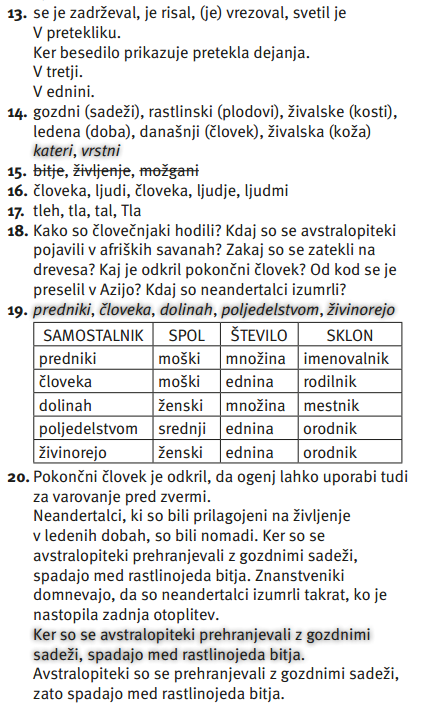 13. se je zadrževal, je risal, (je) vrezoval, svetil je
V pretekliku.
Ker besedilo prikazuje pretekla dejanja.
V tretji.
V ednini.
14. gozdni (sadeži), rastlinski (plodovi), živalske (kosti),
ledena (doba), današnji (človek), živalska (koža)
kateri, vrstni
15. bitje, življenje, možgani
16. človeka, ljudi, človeka, ljudje, ljudmi
17. tleh, tla, tal, Tla
18. Kako so človečnjaki hodili? Kdaj so se avstralopiteki
pojavili v afriških savanah? Zakaj so se zatekli na
drevesa? Kaj je odkril pokončni človek? Od kod se je
preselil v Azijo? Kdaj so neandertalci izumrli?
19. predniki, človeka, dolinah, poljedelstvom, živinorejo
SAMOSTALNIK SPOL ŠTEVILO SKLON
predniki moški množina imenovalnik
človeka moški ednina rodilnik
dolinah ženski množina mestnik
poljedelstvom srednji ednina orodnik
živinorejo ženski ednina orodnik
20. Pokončni človek je odkril, da ogenj lahko uporabi tudi
za varovanje pred zvermi.
Neandertalci, ki so bili prilagojeni na življenje
v ledenih dobah, so bili nomadi. Ker so se
avstralopiteki prehranjevali z gozdnimi sadeži,
spadajo med rastlinojeda bitja. Znanstveniki
domnevajo, da so neandertalci izumrli takrat, ko je
nastopila zadnja otoplitev.
Ker so se avstralopiteki prehranjevali z gozdnimi
sadeži, spadajo med rastlinojeda bitja.
Avstralopiteki so se prehranjevali z gozdnimi sadeži,
zato spadajo med rastlinojeda bitja.